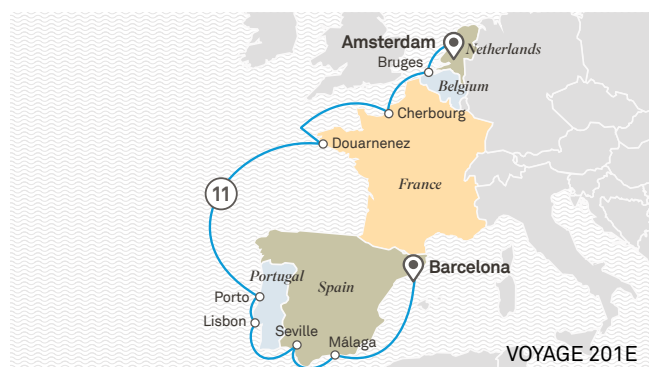 Amsterdam
Netherlands
Bruges
Belgium
Cherbourg
Douarnenez
France
11
Barcelona
Portugal
Spain
Porto
Lisbon
Seville
Málaga
VOYAGE 201E